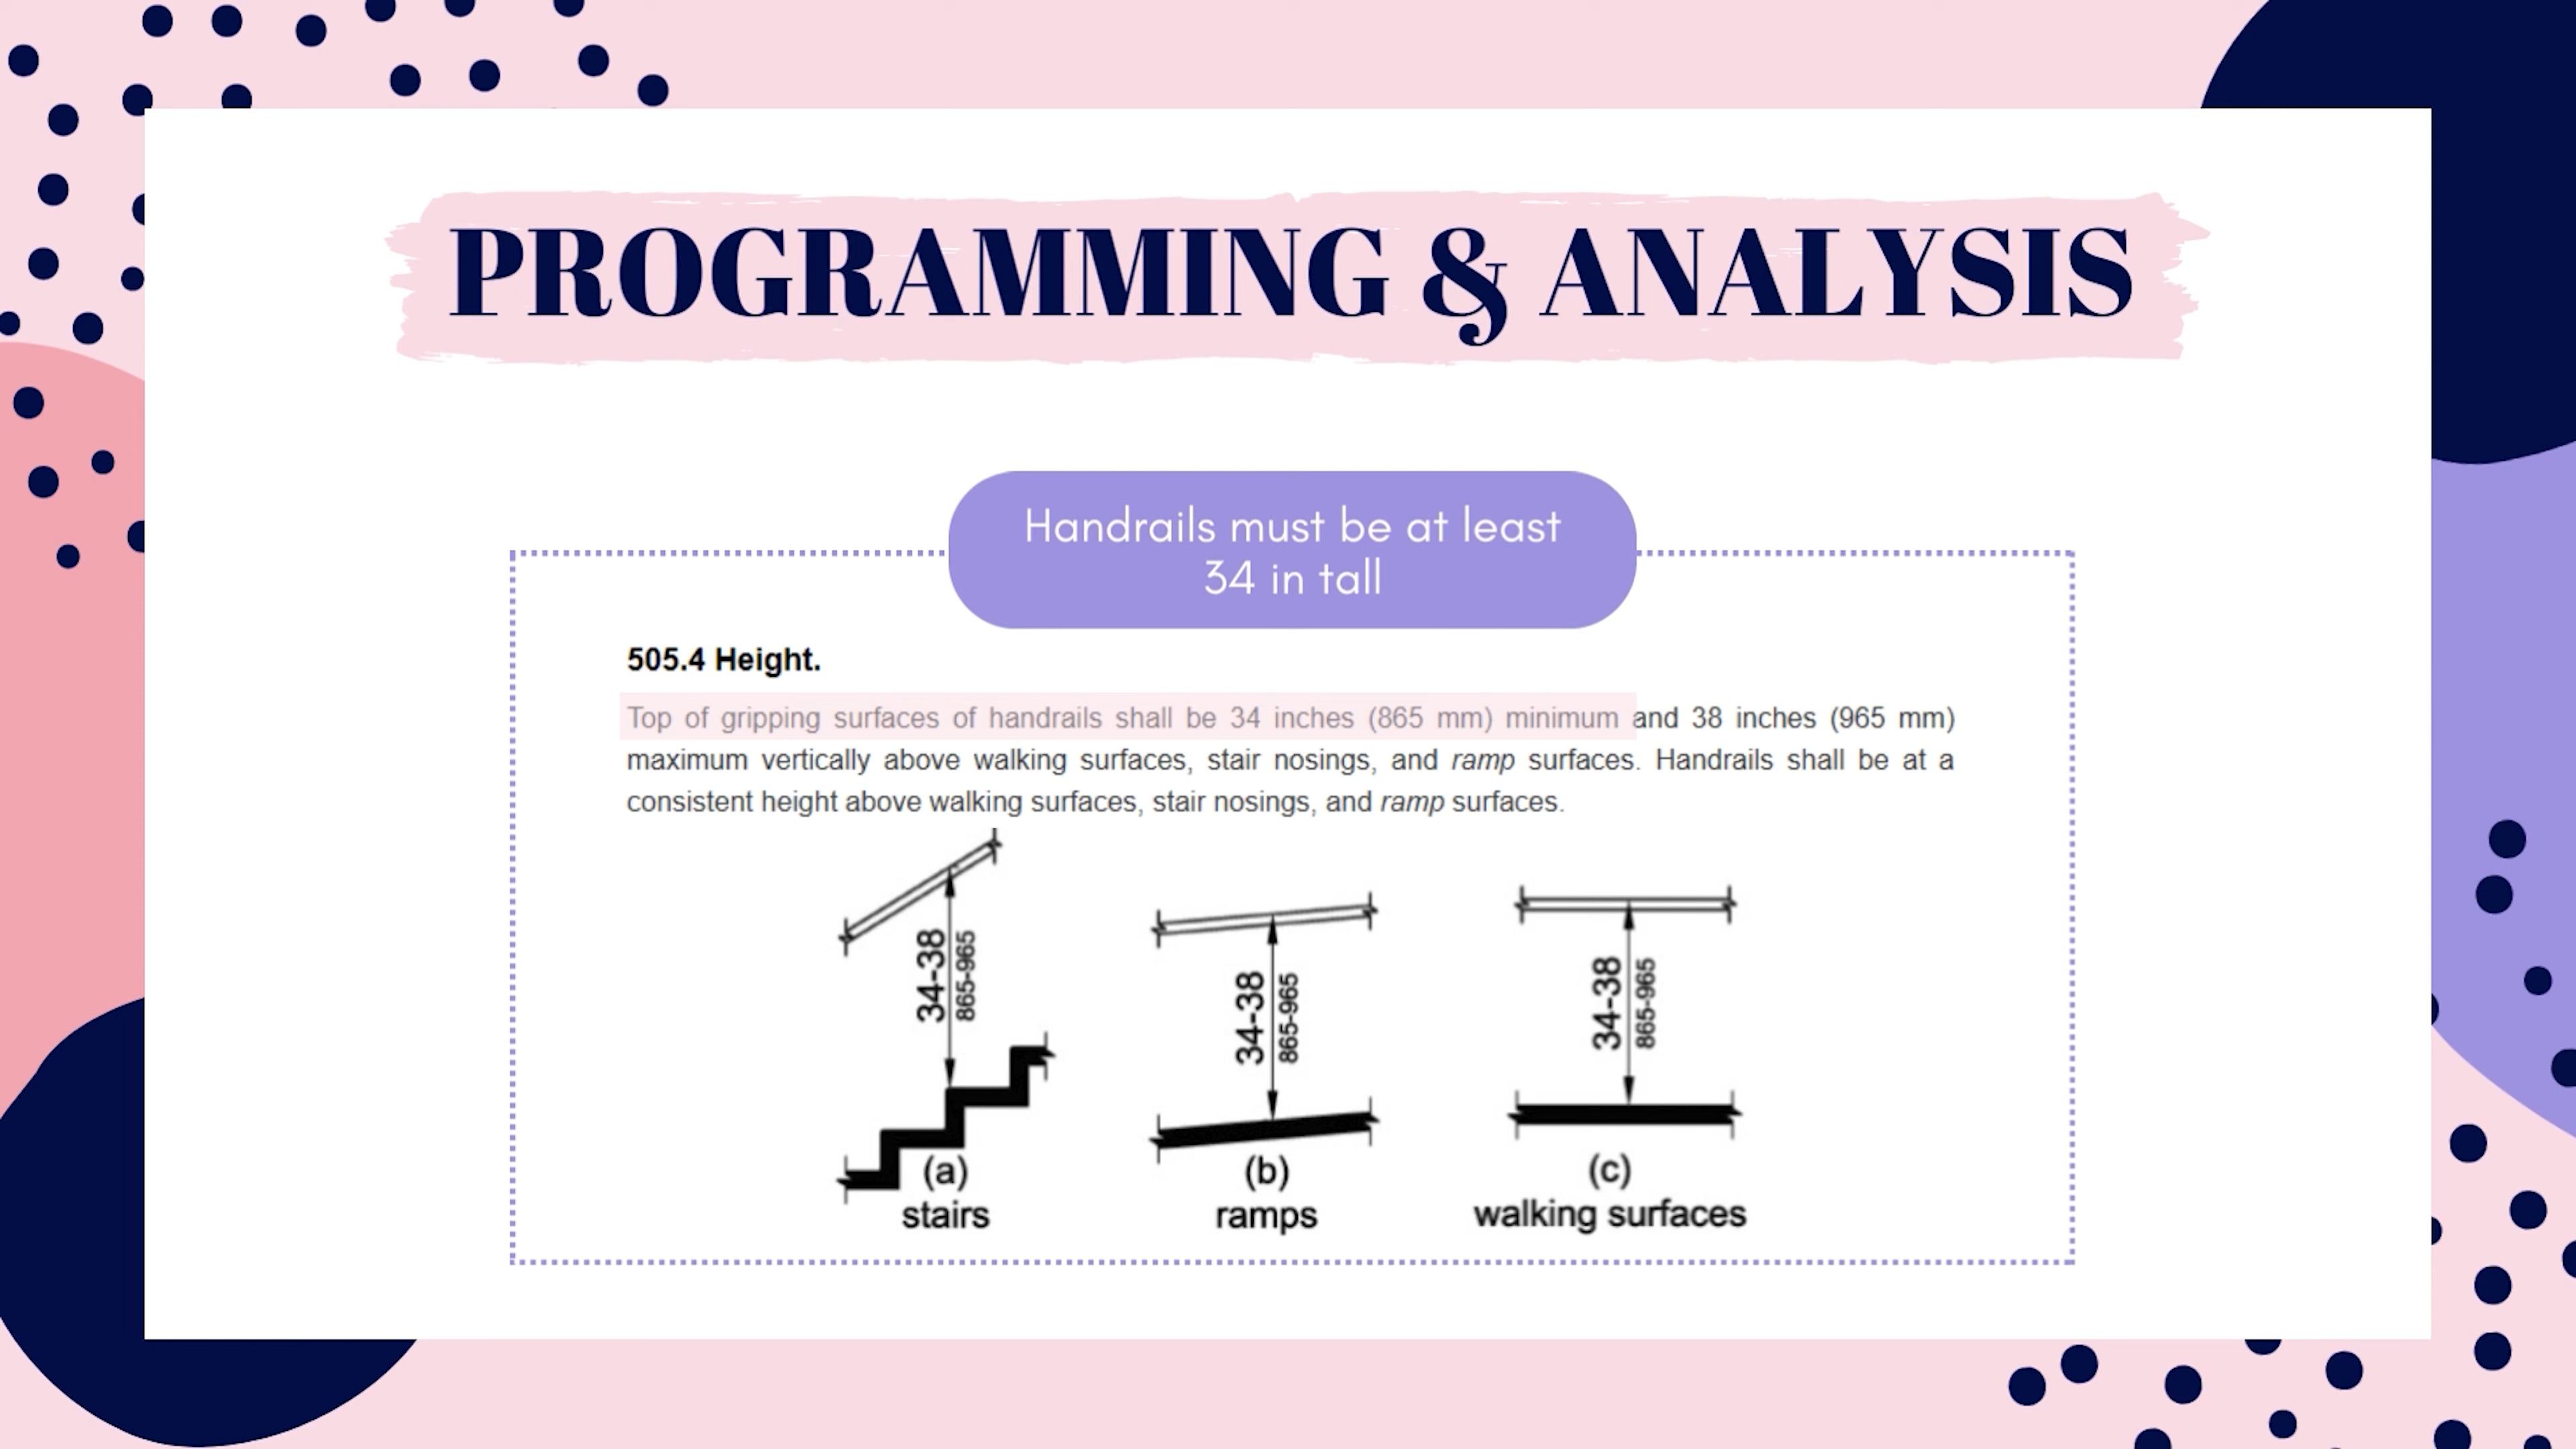 PROGRAMMING & ANALYSIS
Handrails must be at least
34 in tall
505.4 Height.
Top of gripping surfaces of handrails shall be 34 inches (865 mm) minimum and 38 inches (965 mm)
maximum vertically above walking surfaces, stair nosings, and ramp surfaces. Handrails shall be at a
consistent height above walking surfaces, stair nosings, and ramp surfaces.
34-38
865-965
34-38
865-965
34-38
865-965
(a)
stairs
(b)
ramps
(c)
walking surfaces